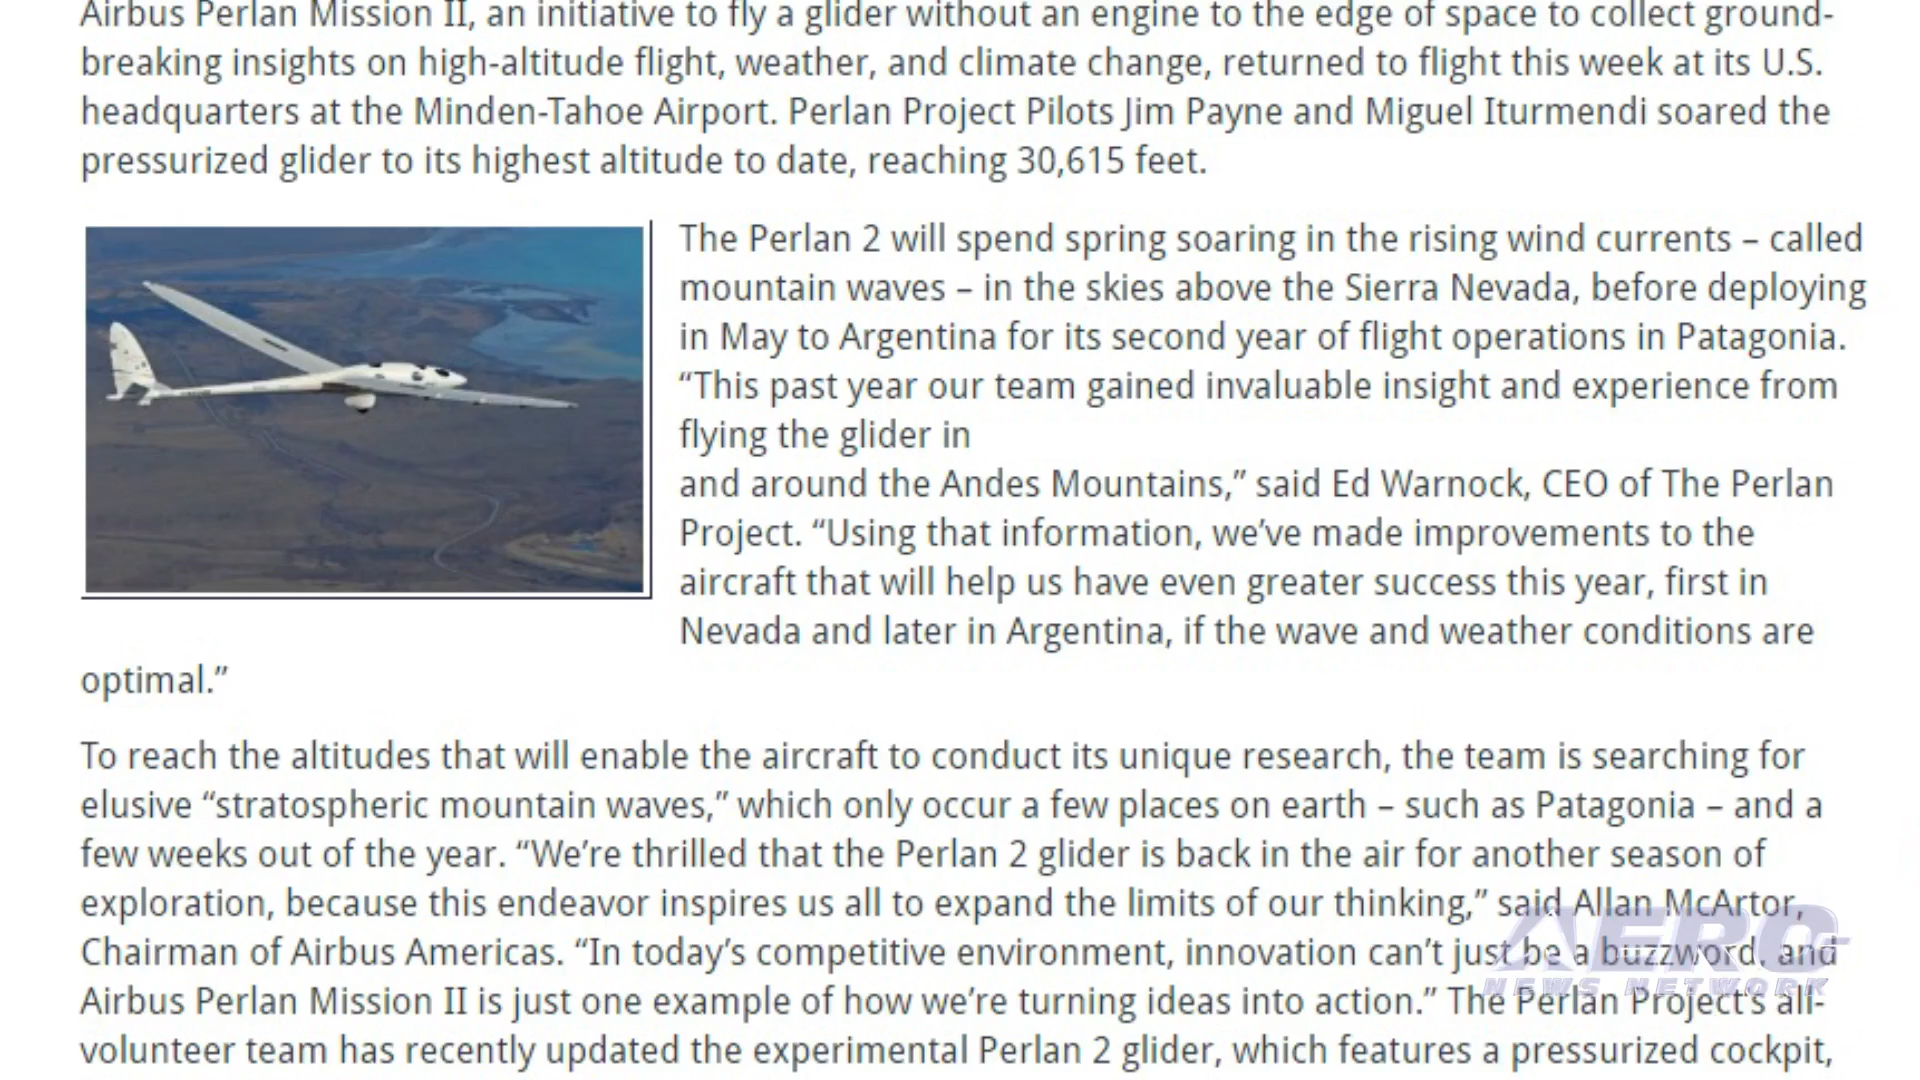 Airbus Perlan Mission II, an initiative to fly a glider without an engine to the edge of space to collect ground-
breaking insights on high-altitude flight, weather, and climate change, returned to flight this week at its U.S.
headquarters at the Minden-Tahoe Airport. Perlan Project Pilots Jim Payne and Miguel Iturmendi soared the
pressurized glider to its highest altitude to date, reaching 30,615 feet.
The Perlan 2 will spend spring soaring in the rising wind currents – called
mountain waves – in the skies above the Sierra Nevada, before deploying
in May to Argentina for its second year of flight operations in Patagonia.
“This past year our team gained invaluable insight and experience from
flying the glider in
and around the Andes Mountains,” said Ed Warnock, CEO of The Perlan
Project. “Using that information, we’ve made improvements to the
aircraft that will help us have even greater success this year, first in
Nevada and later in Argentina, if the wave and weather conditions are
optimal.”
To reach the altitudes that will enable the aircraft to conduct its unique research, the team is searching for
elusive “stratospheric mountain waves,” which only occur a few places on earth – such as Patagonia – and a
few weeks out of the year. “We’re thrilled that the Perlan 2 glider is back in the air for another season of
exploration, because this endeavor inspires us all to expand the limits of our thinking,” said Allan McArtor,
Chairman of Airbus Americas. “In today’s competitive environment, innovation can’t just be a buzzword, and
Airbus Perlan Mission II is just one example of how we’re turning ideas into action.” The Perlan Project’s all-
volunteer team has recently updated the experimental Perlan 2 glider, which features a pressurized cockpit,
AERO
NEWS NETWORK